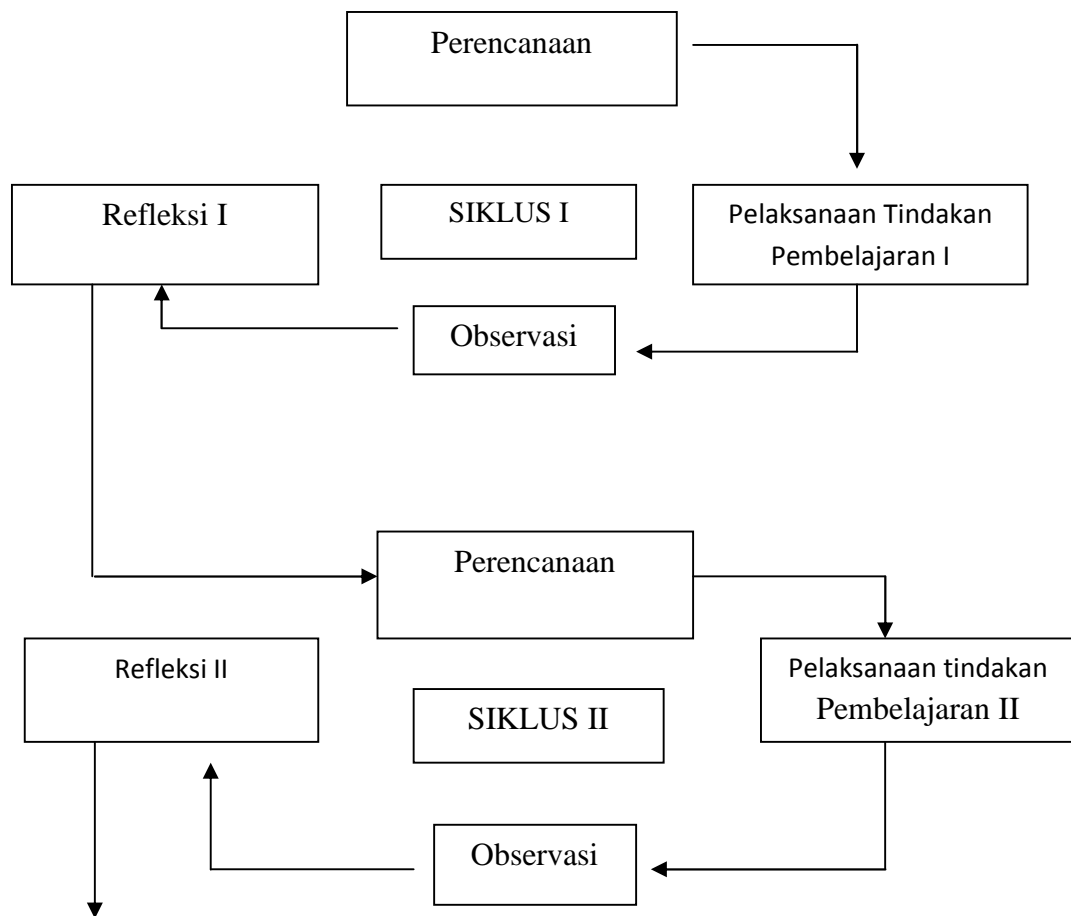 Perencanaan
Refleksi I
SIKLUS I
Pelaksanaan Tindakan
Pembelajaran I
Observasi
Perencanaan
Refleksi II
Pelaksanaan tindakan
Pembelajaran II
SIKLUS II
Observasi